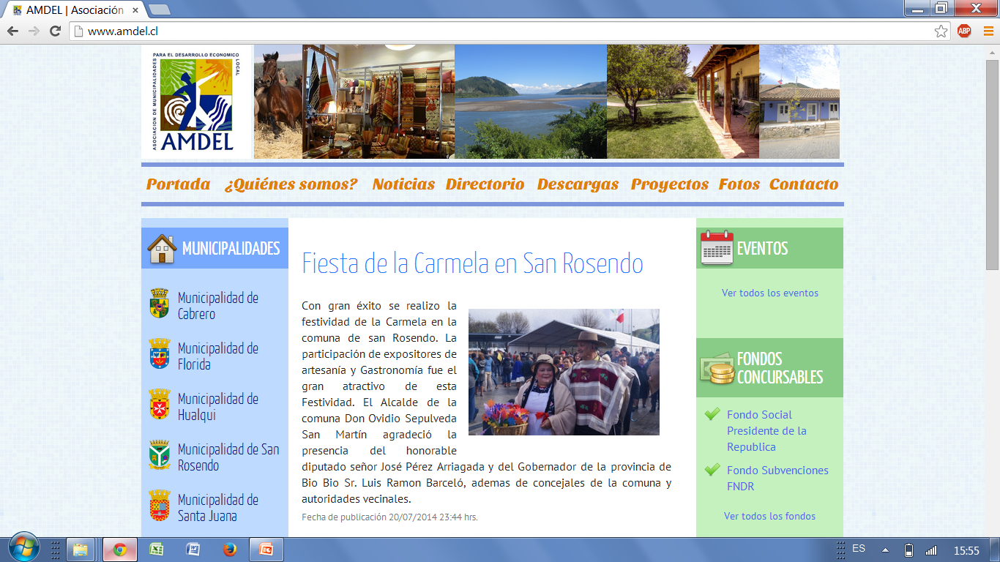 AMDEL | Asociación
www.amdel.cl
PARA EL DESARROLLO ECONOMICO
LOCAL
ASOCIACION DE MUNICIPALIDADES
AMDEL
Portada ¿Quiénes somos? Noticias Directorio Descargas Proyectos Fotos Contacto
MUNICIPALIDADES
Municipalidad de
Cabrero
Municipalidad de
Florida
Municipalidad de
Hualqui
Municipalidad de San
Rosendo
Municipalidad de
Santa Juana
Fiesta de la Carmela en San Rosendo
Con gran éxito se realizo la
festividad de la Carmela en la
comuna de san Rosendo. La
participación de expositores de
artesanía y Gastronomía fue el
gran atractivo de esta
Festividad. El Alcalde de la
comuna Don Ovidio Sepulveda
San Martín agradeció la
presencia del honorable
diputado señor José Pérez Arriagada y del Gobernador de la provincia de
Bio Bio Sr. Luis Ramon Barceló, ademas de concejales de la comuna y
autoridades vecinales.
Fecha de publicación 20/07/2014 23:44 hrs.
EVENTOS
Ver todos los eventos
FONDOS
CONCURSABLES
Fondo Social
Presidente de la
Republica
Fondo Subvenciones
FNDR
Ver todos los fondos
ABP
ES
15:55